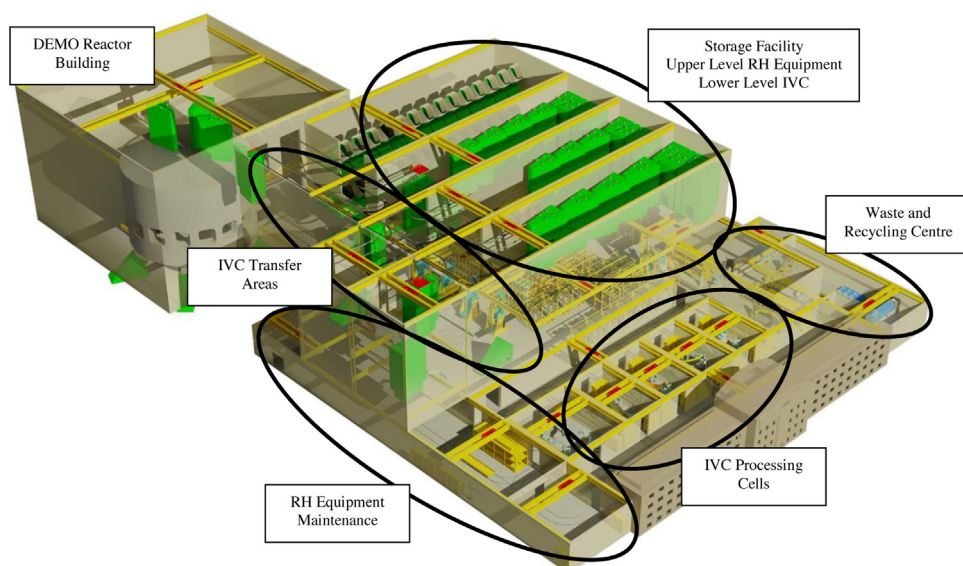 DEMO Reactor
Building
Storage Facility
Upper Level RH Equipment
Lower Level IVC
Waste and
Recycling Centre
IVC Transfer
Areas
IVC Processing
Cells
RH Equipment
Maintenance